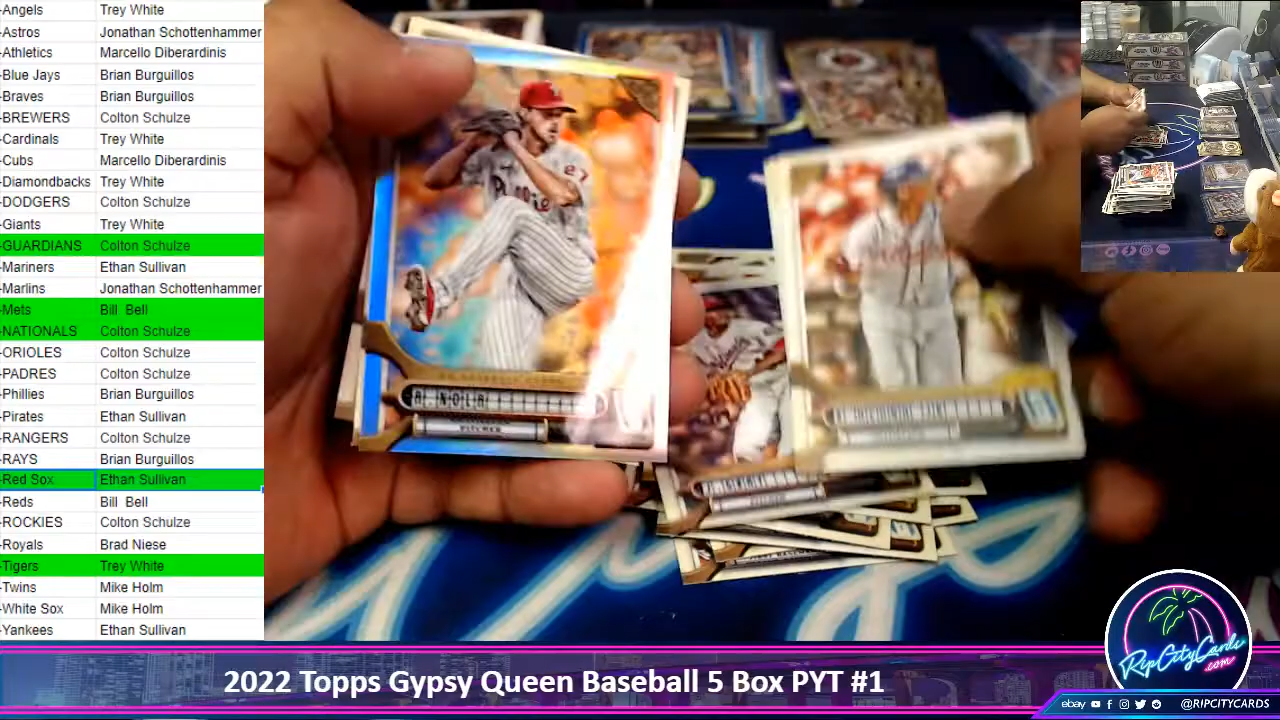 -Angels Trey White
-Astros Jonathan Schottenhammer
-Athletics Marcello Diberardinis
-Blue Jays Brian Burguillos
-Braves Brian Burguillos
-BREWERS Colton Schulze
-Cardinals Trey White
-Cubs Marcello Diberardinis
-Diamondbacks Trey White
-DODGERS Colton Schulze
-Giants Trey White
-GUARDIANS Colton Schulze
-Mariners Ethan Sullivan
-Marlins Jonathan Schottenhammer
-Mets Bill Bell
-NATIONALS Colton Schulze
-ORIOLES Colton Schulze
-PADRES Colton Schulze
-Phillies Brian Burguillos
-Pirates Ethan Sullivan
-RANGERS Colton Schulze
-RAYS Brian Burguillos
-Red Sox Ethan Sullivan
-Reds Bill Bell
-ROCKIES Colton Schulze
-Royals Brad Niese
-Tigers Trey White
-Twins Mike Holm
-White Sox Mike Holm
-Yankees Ethan Sullivan
Phillies
27
NOLA
PITCHER
2022 Topps Gypsy Queen Baseball 5 Box PYT #1
RipCityCards
.com
ebay @RIPCITYCARDS